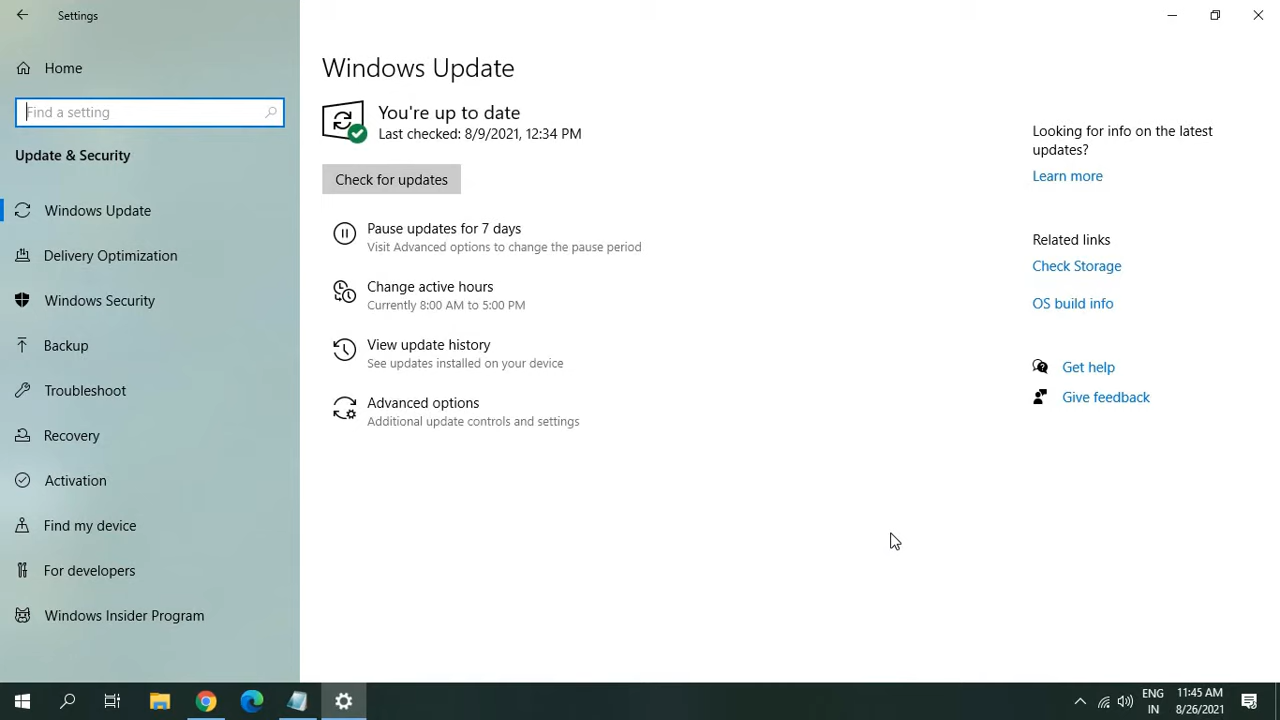 Settings
Home
Find a setting
Update & Security
Windows Update
Delivery Optimization
Windows Security
Backup
Troubleshoot
Recovery
Activation
Find my device
For developers
Windows Insider Program
Windows Update
You're up to date
Last checked: 8/9/2021, 12:34 PM
Check for updates
Pause updates for 7 days
Visit Advanced options to change the pause period
Change active hours
Currently 8:00 AM to 5:00 PM
View update history
See updates installed on your device
Advanced options
Additional update controls and settings
Looking for info on the latest
updates?
Learn more
Related links
Check Storage
OS build info
Get help
Give feedback
ENG
IN
11:45 AM
8/26/2021